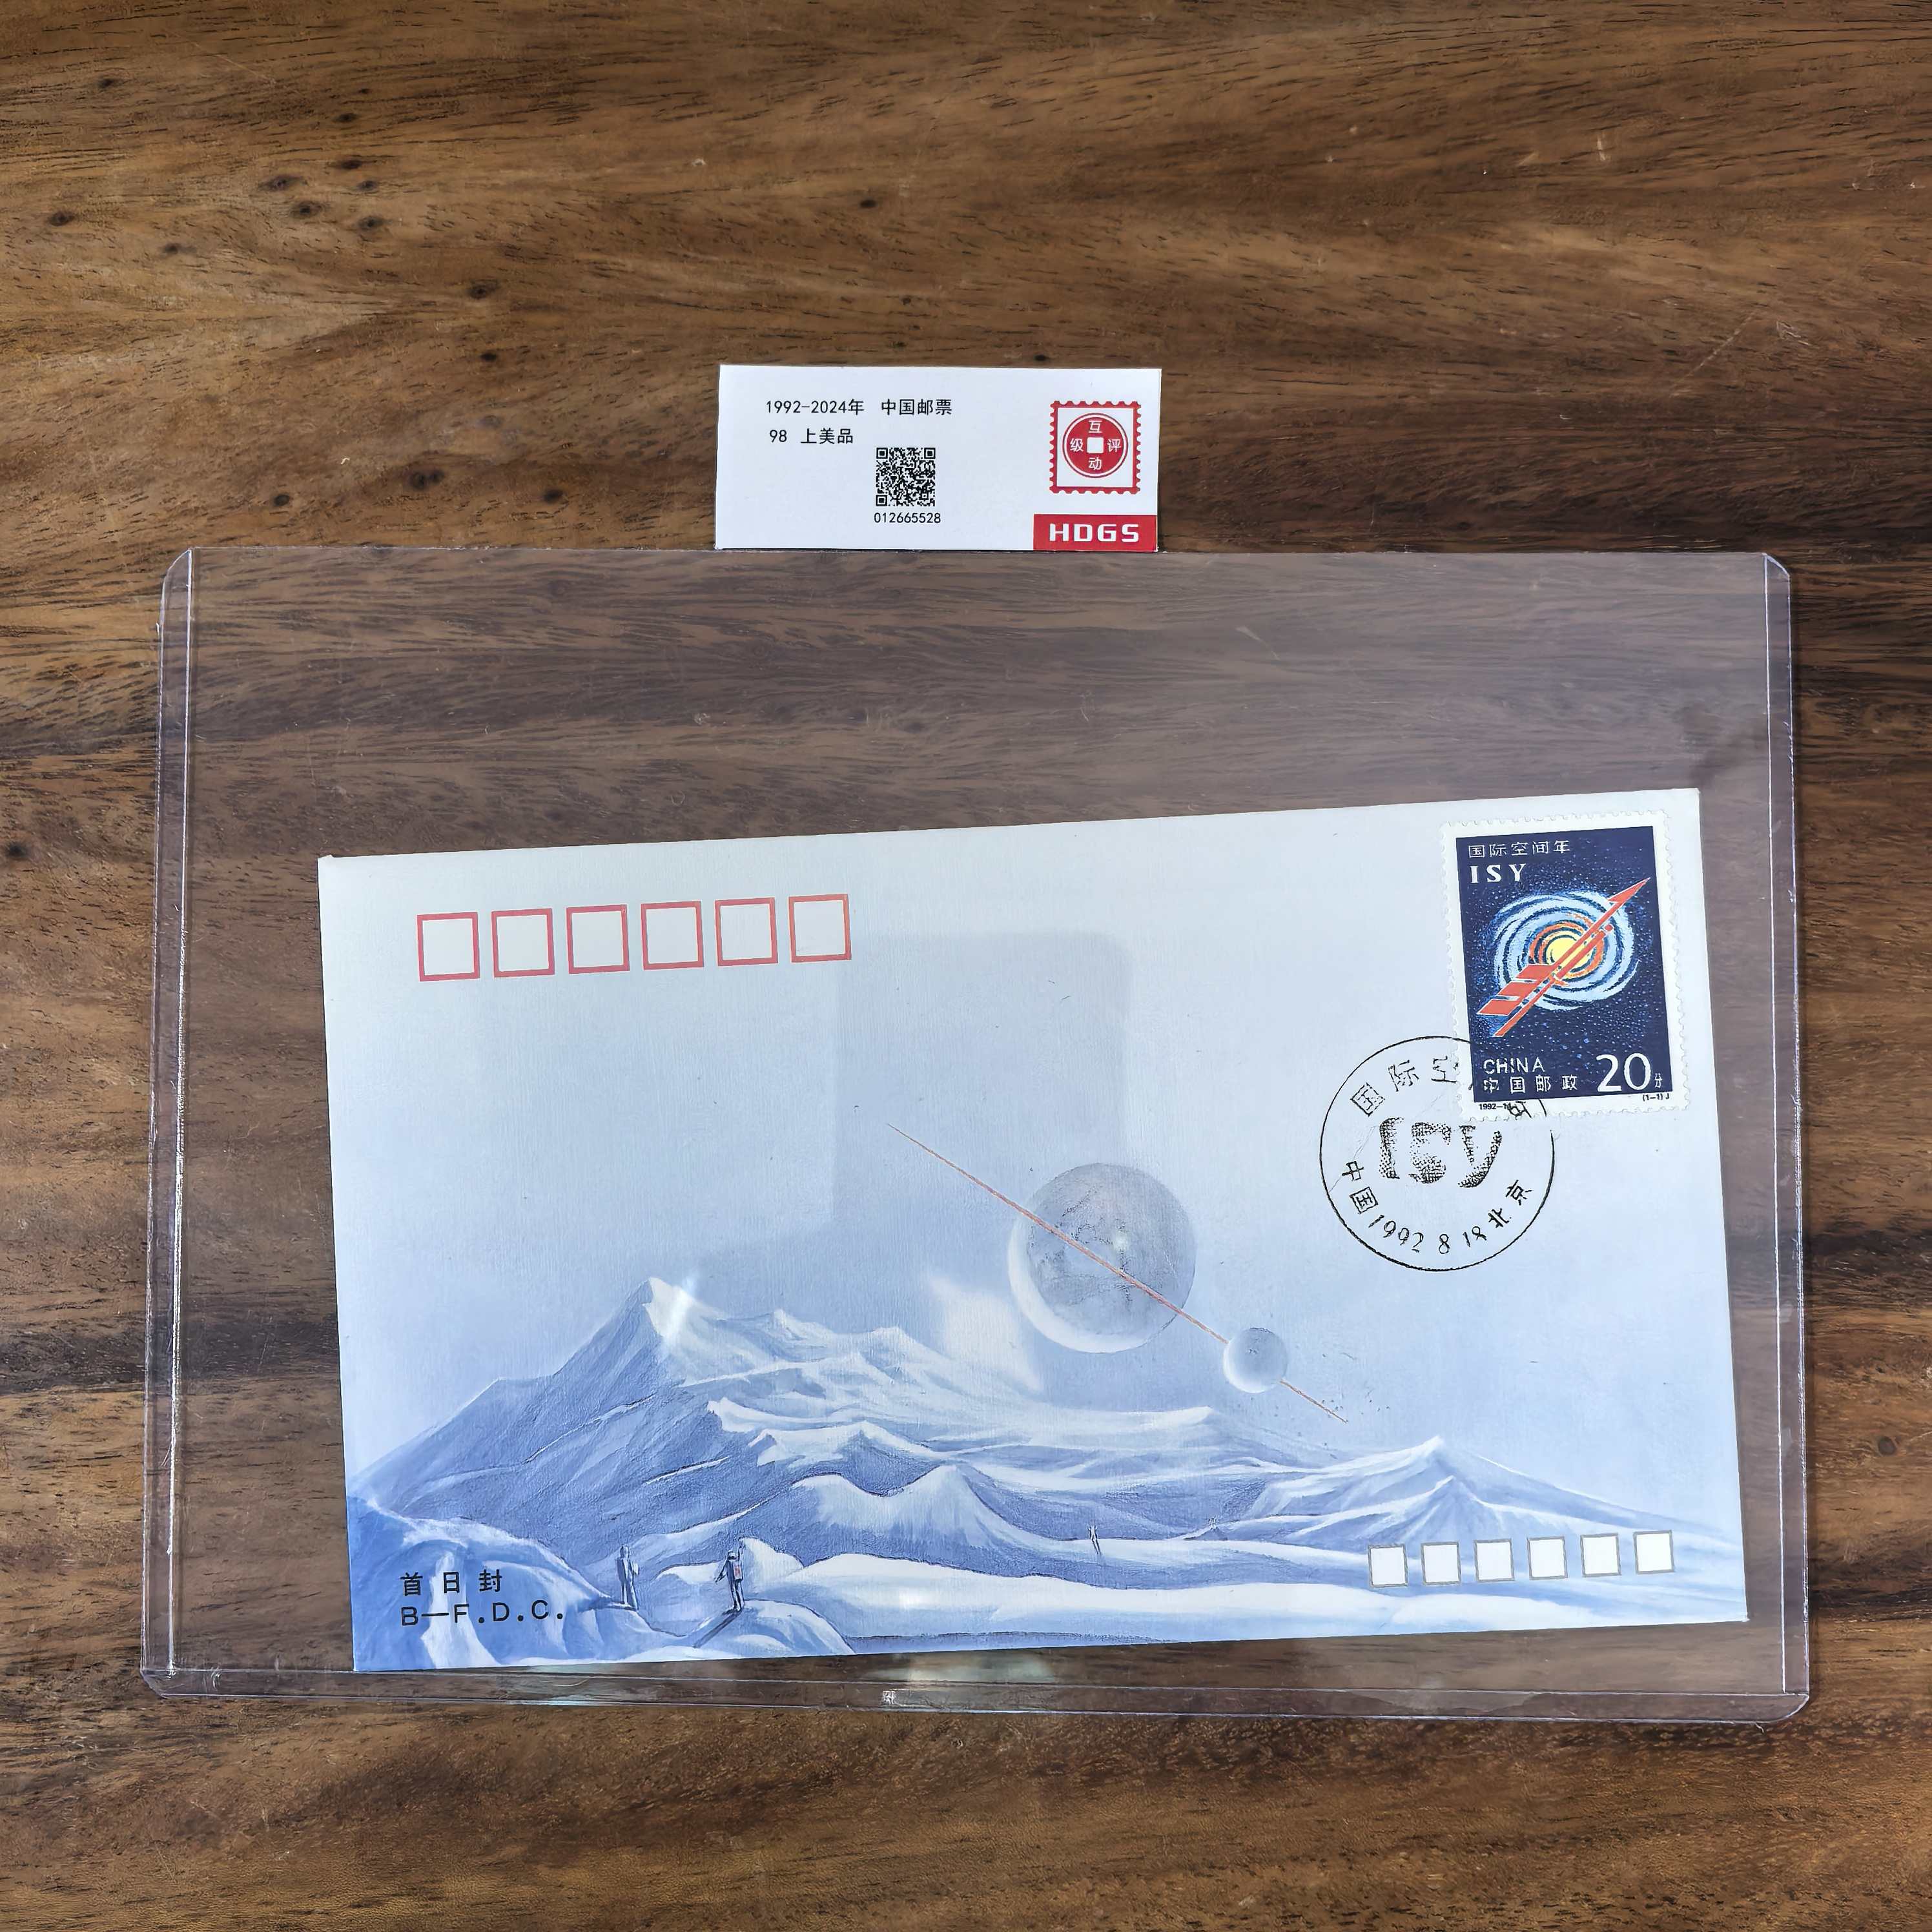 1992-2024年 中国邮票
98 上美品
012665528
互
级 评
动
HDGS
国际空间年
ISY
CHINA
中国邮政 20分
(1-1)J
国际空
ISY
中国 1992 8 18 北京
首日封
B—F.D.C.